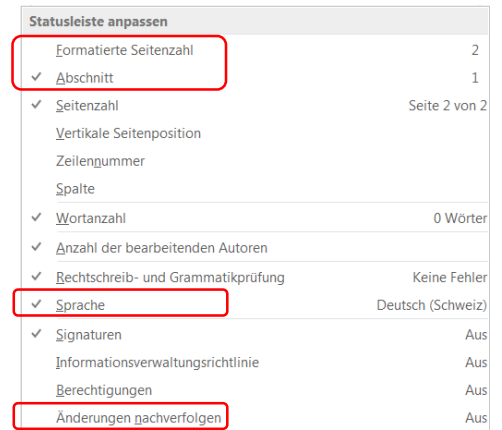 Statusleiste anpassen
Formatierte Seitenzahl 2
✓ Abschnitt 1
✓ Seitenzahl Seite 2 von 2
Vertikale Seitenposition
Zeilennummer
Spalte
✓ Wortanzahl 0 Wörter
✓ Anzahl der bearbeitenden Autoren
✓ Rechtschreib- und Grammatikprüfung Keine Fehler
✓ Sprache Deutsch (Schweiz)
✓ Signaturen Aus
Informationsverwaltungsrichtlinie Aus
Berechtigungen Aus
Änderungen nachverfolgen Aus